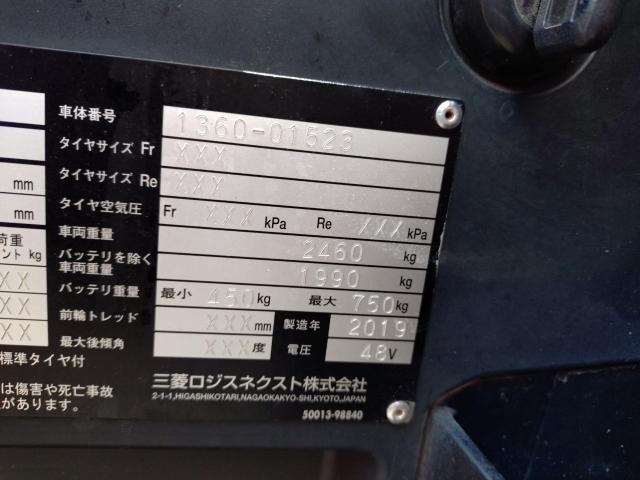 車体番号 1360-01523
タイヤサイズ Fr XXX
タイヤサイズ Re XXX
mm タイヤ空気圧 Fr XXX kPa Re XXX kPa
mm 車両重量 2460 kg
荷重 バッテリを除く
ント kg 車両重量 1990 kg
XX バッテリ重量 最小 450 kg 最大 750 kg
XX 前輪トレッド XXX mm 製造年 2019
XX 最大後傾角 XXX 度 電圧 48V
標準タイヤ付
は傷害や死亡事故
があります。
三菱ロジスネクスト株式会社
2-1-1,HIGASHIKOTARI,NAGAOKAKYO-SHI,KYOTO,JAPAN
50013-98840